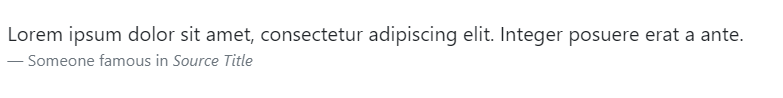 Lorem ipsum dolor sit amet, consectetur adipiscing elit. Integer posuere erat a ante.
— Someone famous in Source Title